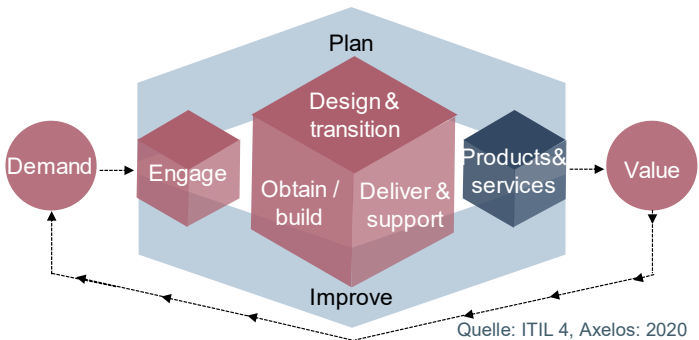 Plan
Design &
transition
Demand
Engage
Obtain /
build
Deliver &
support
Products&
services
Value
Improve
Quelle: ITIL 4, Axelos: 2020